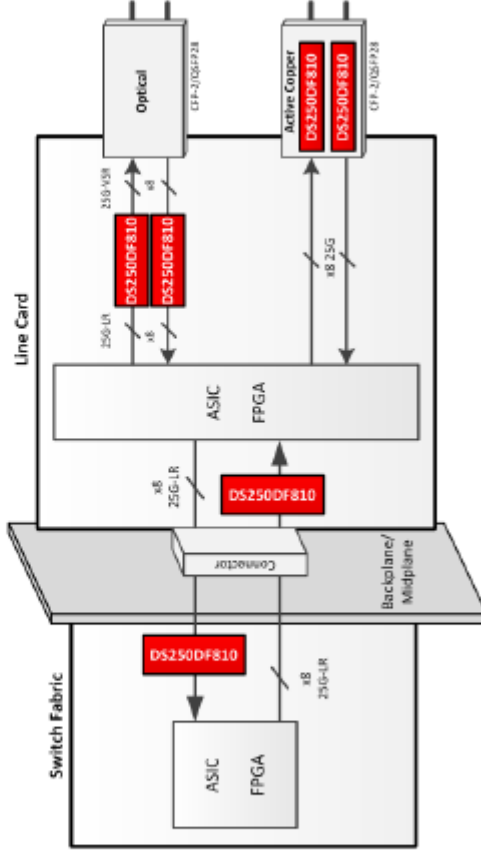 Line Card
Switch Fabric
Optical
CFP-2/QSFP28
Active Copper
DS250DF810
DS250DF810
CFP-2/QSFP28
25G-VSR
x8
DS250DF810
DS250DF810
25G-LR
x8
x8 25G
ASIC
FPGA
x8
25G-LR
DS250DF810
Connector
Backplane/
Midplane
DS250DF810
x8
25G-LR
ASIC
FPGA